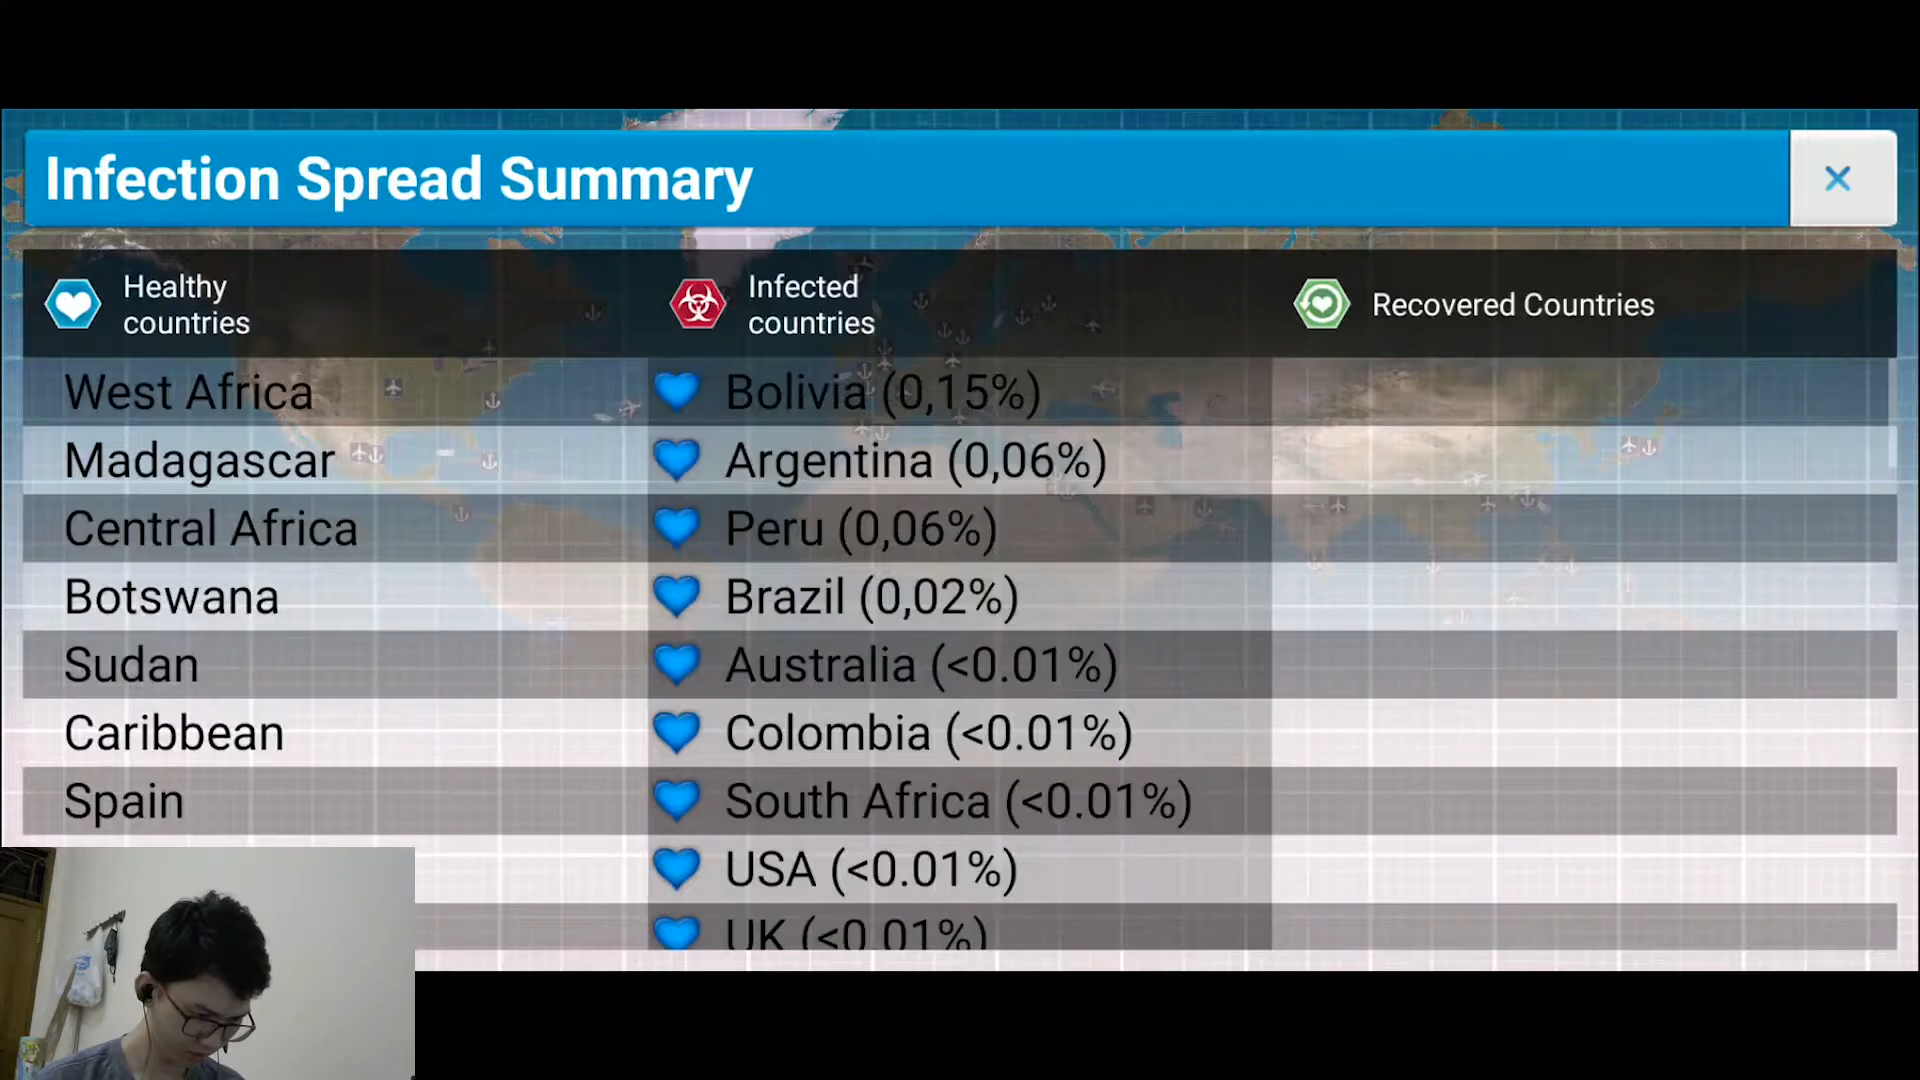 Infection Spread Summary
Healthy
countries
Infected
countries
Recovered Countries
West Africa
Bolivia (0,15%)
Madagascar
Argentina (0,06%)
Central Africa
Peru (0,06%)
Botswana
Brazil (0,02%)
Sudan
Australia (<0.01%)
Caribbean
Colombia (<0.01%)
Spain
South Africa (<0.01%)
USA (<0.01%)
UK (<0.01%)